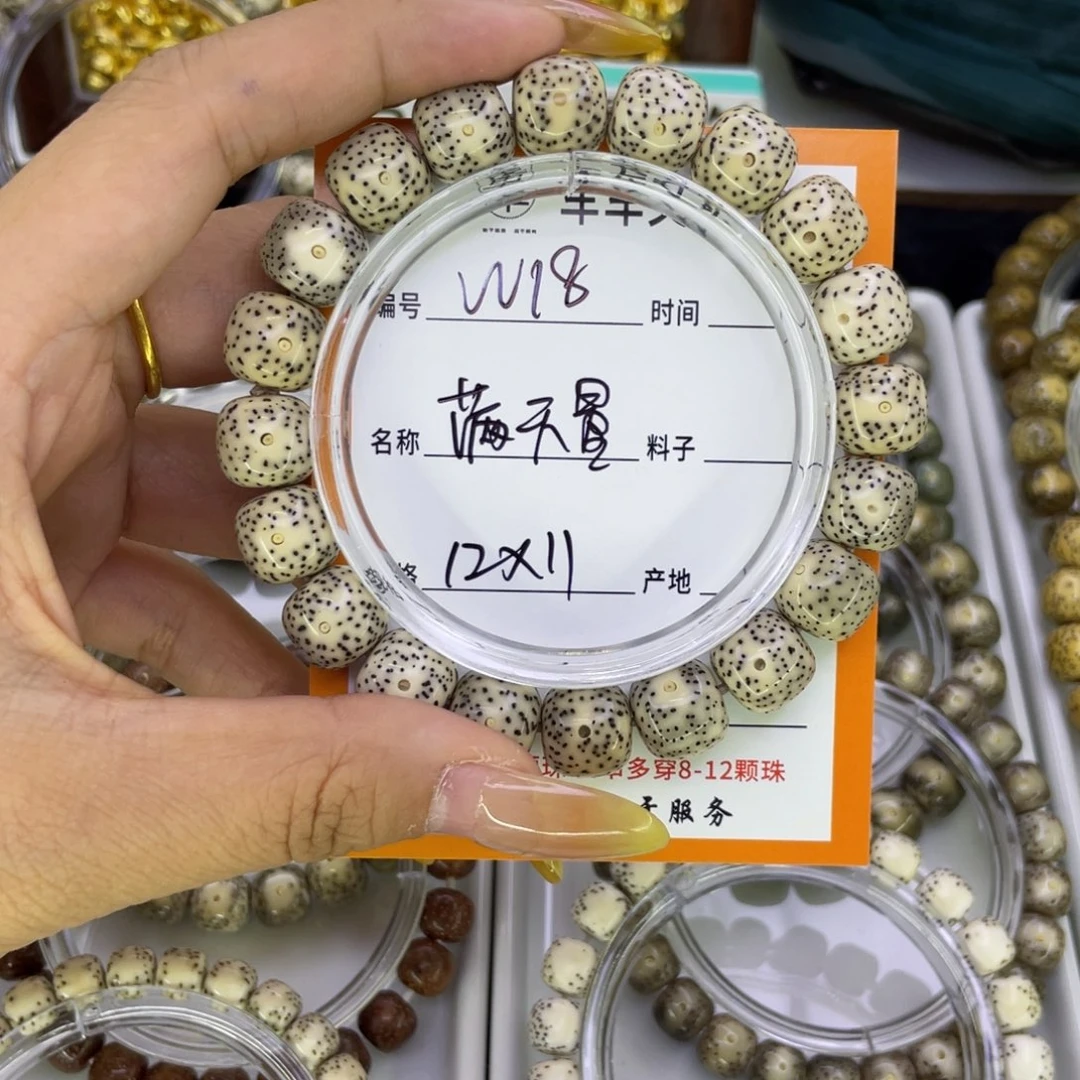 编号 W18 时间
名称 满天星 料子
格 12X11 产地
多穿8-12颗珠
服务